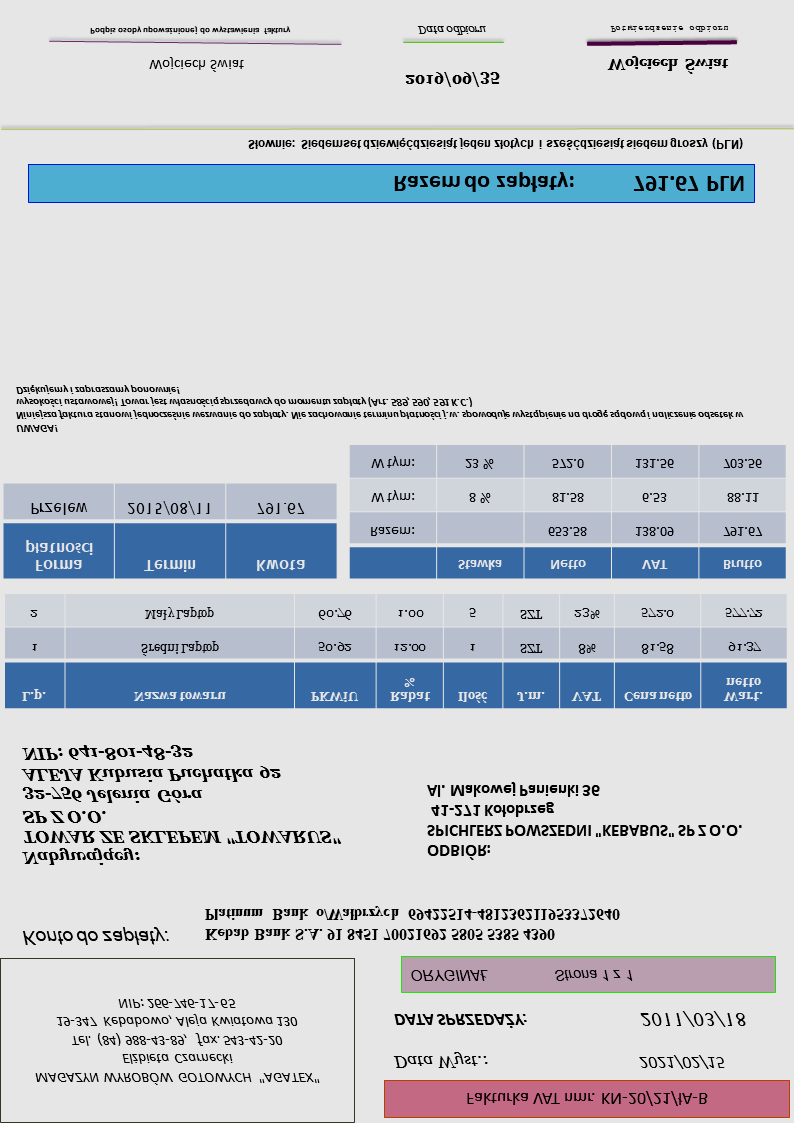 Fakturka VAT nmr. KN-20/21/IA-B
Data Wyst.: 2021/02/15
DATA SPRZEDAŻY: 2011/03/18
ORYGINAŁ Strona 1 z 1
MAGAZYN WYROBÓW GOTOWYCH "AGATEX"
Elżbieta Czarnecki
Tel. (84) 988-43-89, fax. 543-42-20
19-347 Kebabowo, Aleja Kwiatowa 130
NIP: 266-746-17-65
Konto do zapłaty: Kebab Bank S.A. 91 8451 70021692 5805 5385 4390
Platinum Bank o/Wałbrzych 69422514-481236211953372640
Nabywający:
TOWAR ZE SKLEPEM "TOWARUS"
SP Z O.O.
32-756 Jelenia Góra
ALEJA Kubusia Puchatka 92
NIP: 641-801-48-32
ODBIÓR:
SPICHLERZ POWSZEDNI "KEBABUS" SP Z O.O.
41-271 Kołobrzeg
Al. Makowej Panienki 36
L.p. Nazwa towaru PKWiU Rabat % Ilość J.m. VAT Cena netto Wart. netto
1 Średni Laptop 50.92 12.00 1 SZT 8% 81.58 91.37
2 Mały Laptop 60.76 1.00 5 SZT 23% 572.0 577.72
Forma płatności Termin Kwota
Przelew 2015/08/11 791.67
Stawka Netto VAT Brutto
Razem: 653.58 138.09 791.67
W tym: 8 % 81.58 6.53 88.11
W tym: 23 % 572.0 131.56 703.56
UWAGA!
Niniejsza faktura stanowi jednocześnie wezwanie do zapłaty. Nie zachowanie terminu płatności j.w. spowoduje wystąpienie na drogę sądową i naliczenie odsetek w
wysokości ustawowej! Towar jest własnością sprzedawcy do momentu zapłaty (Art. 589, 590, 591 K.C.)
Dziękujemy i zapraszamy ponownie!
Razem do zapłaty: 791.67 PLN
Słownie: Siedemset dziewięćdziesiąt jeden złotych i sześćdziesiąt siedem groszy (PLN)
Wojciech Świat
Podpis osoby upoważnionej do wystawienia faktury
2019/09/35
Data odbioru
Wojciech Świat
Potwierdzenie odbioru